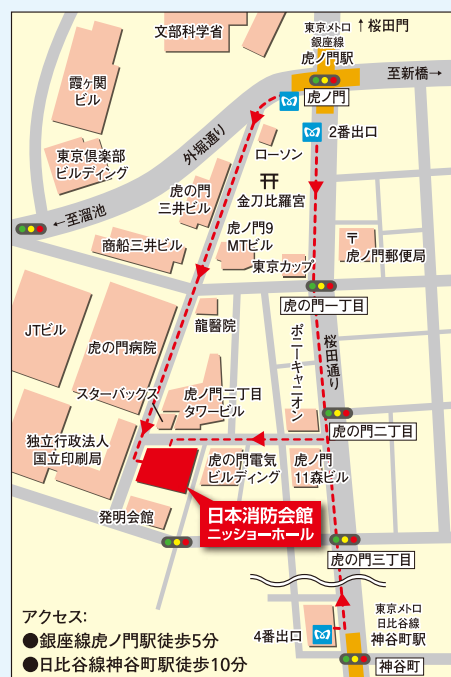 文部科学省
東京メトロ
銀座線
虎ノ門駅
↑桜田門
至新橋→
霞ヶ関
ビル
虎ノ門
2番出口
外堀通り
ローソン
東京倶楽部
ビルディング
虎の門
三井ビル
金刀比羅宮
←至溜池
商船三井ビル
虎ノ門9
MTビル
〒
虎ノ門郵便局
東京カップ
虎の門一丁目
JTビル
虎の門病院
龍醫院
ポニーキャニオン
桜田通り
スターバックス
虎ノ門二丁目
タワービル
虎の門二丁目
独立行政法人
国立印刷局
虎の門電気
ビルディング
虎ノ門
11森ビル
発明会館
日本消防会館
ニッショーホール
虎の門三丁目
東京メトロ
日比谷線
神谷町駅
4番出口
神谷町
アクセス:
●銀座線虎ノ門駅徒歩5分
●日比谷線神谷町駅徒歩10分